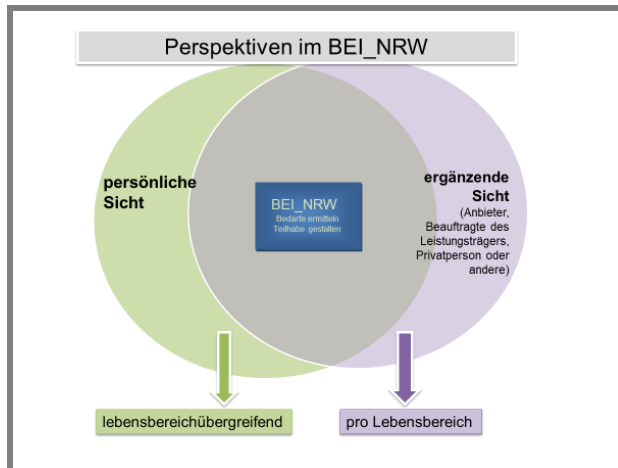 Perspektiven im BEI_NRW
persönliche
Sicht
BEI_NRW
Bedarfe ermitteln
Teilhabe gestalten
ergänzende
Sicht
(Anbieter,
Beauftragte des
Leistungsträgers,
Privatperson oder
andere)
lebensbereichübergreifend
pro Lebensbereich